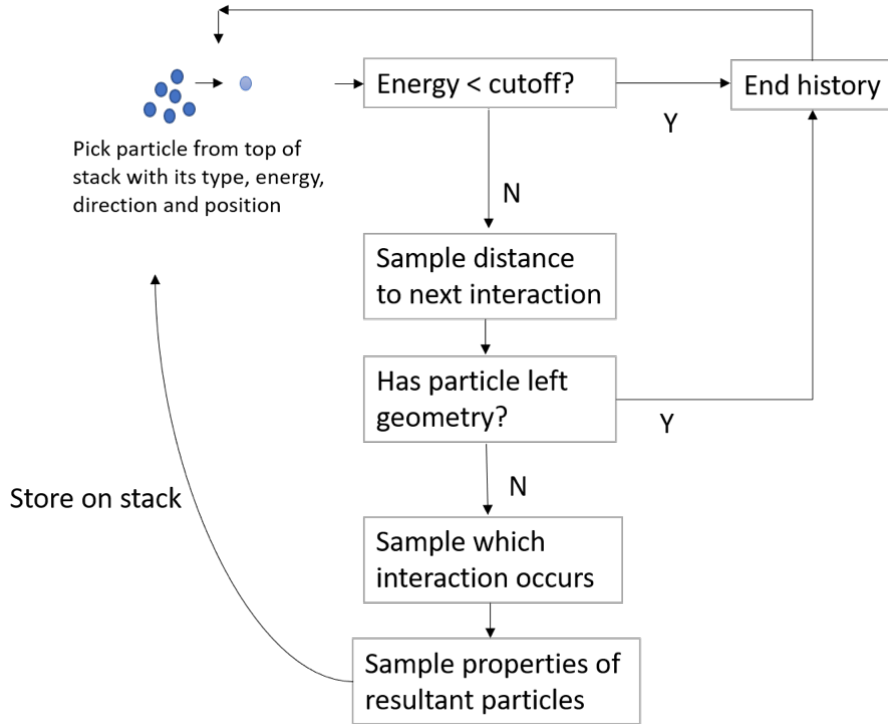 Energy < cutoff?
End history
Y
Pick particle from top of
stack with its type, energy,
direction and position
N
Sample distance
to next interaction
Has particle left
geometry?
Y
N
Store on stack
Sample which
interaction occurs
Sample properties of
resultant particles